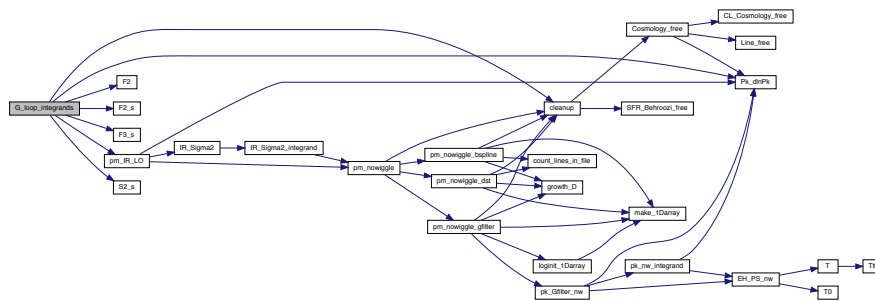 G_loop_integrands
F2
F2_s
F3_s
pm_IR_LO
S2_s
IR_Sigma2
IR_Sigma2_integrand
pm_nowiggle
pm_nowiggle_bspline
pm_nowiggle_dst
pm_nowiggle_gfilter
cleanup
count_lines_in_file
growth_D
loginit_1Darray
pk_Gfilter_nw
Cosmology_free
SFR_Behroozi_free
make_1Darray
pk_nw_integrand
CL_Cosmology_free
Line_free
Pk_dlnPk
EH_PS_nw
T
T0